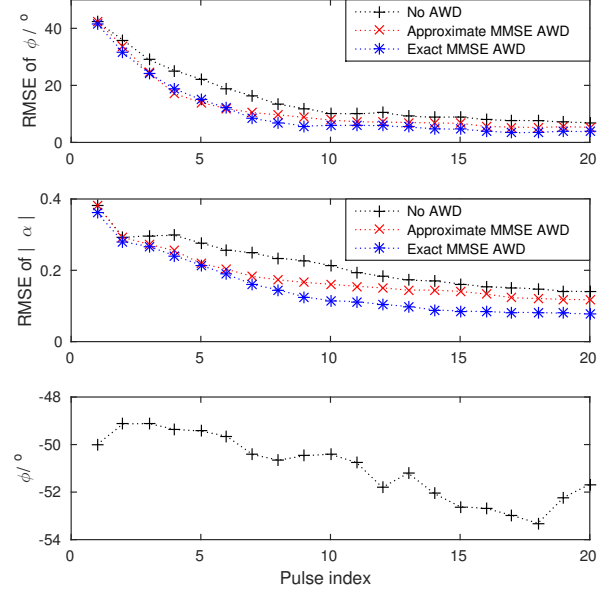 RMSE of ϕ / °
40
20
0
0
5
10
15
20
No AWD
Approximate MMSE AWD
Exact MMSE AWD
RMSE of | α |
0.4
0.2
0
0
5
10
15
20
No AWD
Approximate MMSE AWD
Exact MMSE AWD
ϕ/ °
-48
-50
-52
-54
0
5
10
15
20
Pulse index